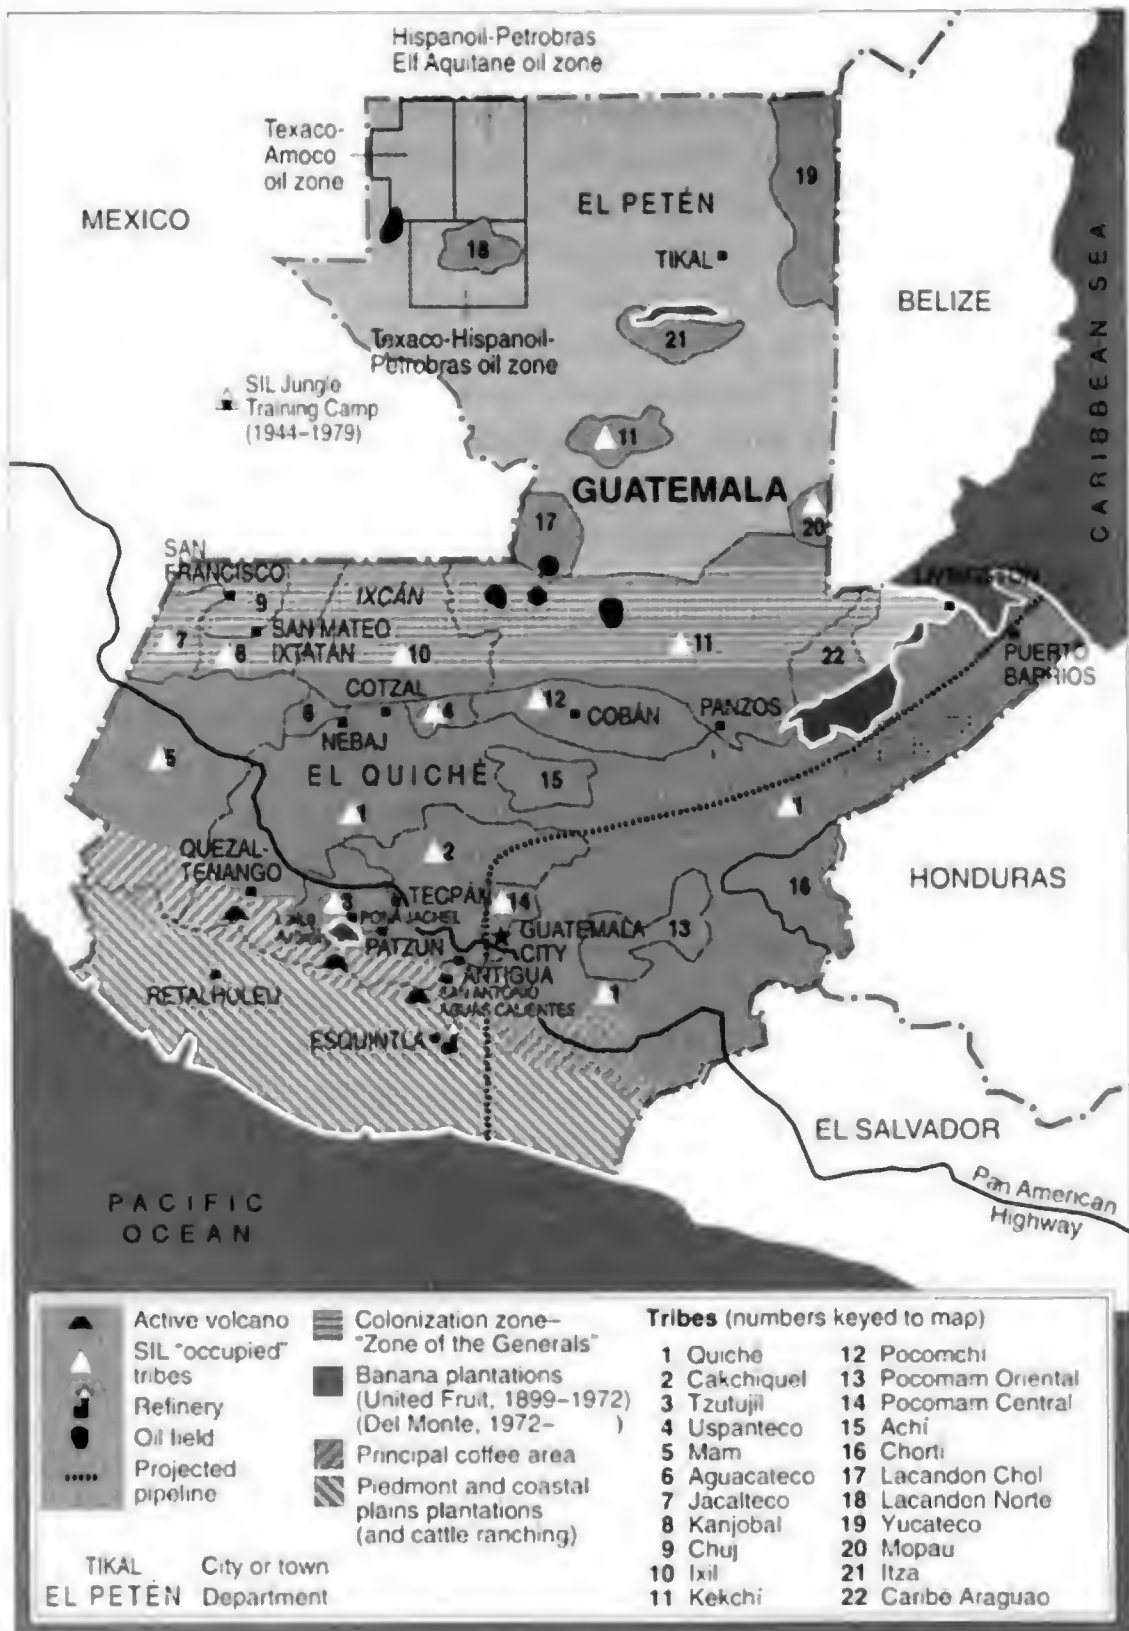 Hispanoil-Petrobras
Elf Aquitane oil zone
Texaco-
Amoco
oil zone
MEXICO
EL PETÉN
19
18
TIKAL
BELIZE
CARIBBEAN SEA
21
Texaco-Hispanoil-
Petrobras oil zone
SIL Jungle
Training Camp
(1944–1979)
11
GUATEMALA
17
20
SAN
FRANCISCO
9
IXCÁN
LIVINGSTON
7
SAN MATEO
IXTATÁN
8
10
11
22
PUERTO
BARRIOS
COTZAL
6
4
12
COBÁN
PANZOS
NEBAJ
5
EL QUICHÉ
15
1
1
2
QUEZAL-
TENANGO
HONDURAS
16
3
TECPÁN
14
PATZUN
GUATEMALA
CITY
13
ANTIGUA
SAN ANTONIO
AGUAS CALIENTES
RETALHULEU
1
ESQUINTLA
EL SALVADOR
Pan American
Highway
PACIFIC
OCEAN
Active volcano
SIL "occupied"
tribes
Refinery
Oil field
Projected
pipeline
TIKAL City or town
EL PETÉN Department
Colonization zone–
"Zone of the Generals"
Banana plantations
(United Fruit, 1899–1972)
(Del Monte, 1972– )
Principal coffee area
Piedmont and coastal
plains plantations
(and cattle ranching)
Tribes (numbers keyed to map)
1 Quiche
2 Cakchiquel
3 Tzutujil
4 Uspanteco
5 Mam
6 Aguacateco
7 Jacalteco
8 Kanjobal
9 Chuj
10 Ixil
11 Kekchi
12 Pocomchi
13 Pocomam Oriental
14 Pocomam Central
15 Achi
16 Chorti
17 Lacandon Chol
18 Lacandon Norte
19 Yucateco
20 Mopau
21 Itza
22 Caribe Araguao